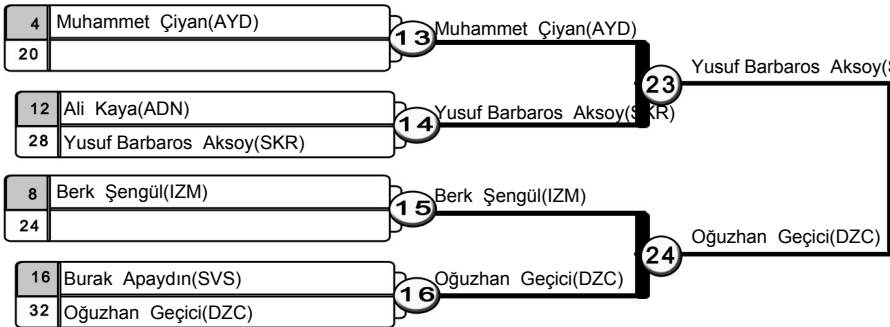 4 Muhammet Çiyan(AYD)
20
13 Muhammet Çiyan(AYD)
12 Ali Kaya(ADN)
28 Yusuf Barbaros Aksoy(SKR)
14 Yusuf Barbaros Aksoy(SKR)
23 Yusuf Barbaros Aksoy(
8 Berk Şengül(IZM)
24
15 Berk Şengül(IZM)
16 Burak Apaydın(SVS)
32 Oğuzhan Geçici(DZC)
16 Oğuzhan Geçici(DZC)
24 Oğuzhan Geçici(DZC)